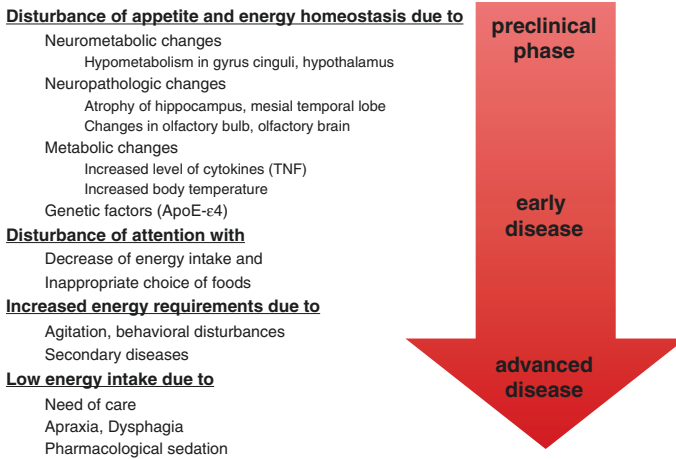 Disturbance of appetite and energy homeostasis due to
Neurometabolic changes
Hypometabolism in gyrus cinguli, hypothalamus
Neuropathologic changes
Atrophy of hippocampus, mesial temporal lobe
Changes in olfactory bulb, olfactory brain
Metabolic changes
Increased level of cytokines (TNF)
Increased body temperature
Genetic factors (ApoE-ε4)
Disturbance of attention with
Decrease of energy intake and
Inappropriate choice of foods
Increased energy requirements due to
Agitation, behavioral disturbances
Secondary diseases
Low energy intake due to
Need of care
Apraxia, Dysphagia
Pharmacological sedation
preclinical
phase
early
disease
advanced
disease